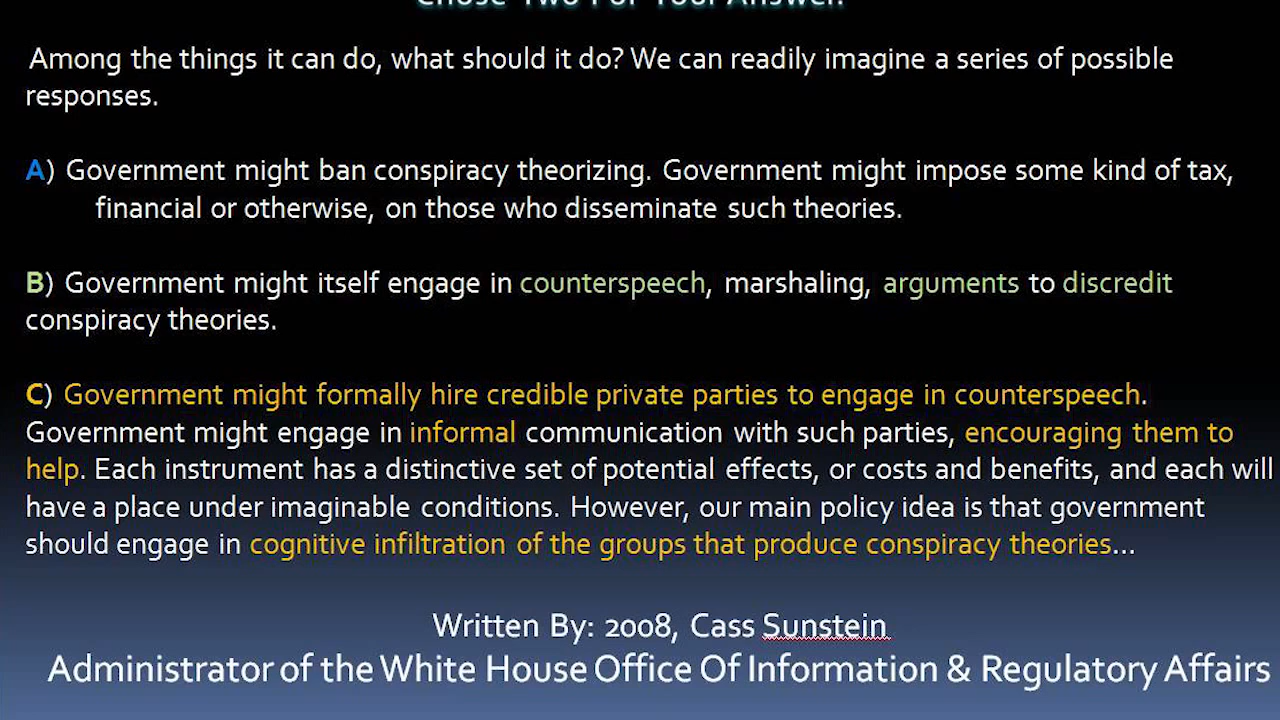 Chose Two For Your Answer.
Among the things it can do, what should it do? We can readily imagine a series of possible
responses.
A) Government might ban conspiracy theorizing. Government might impose some kind of tax,
financial or otherwise, on those who disseminate such theories.
B) Government might itself engage in counterspeech, marshaling, arguments to discredit
conspiracy theories.
C) Government might formally hire credible private parties to engage in counterspeech.
Government might engage in informal communication with such parties, encouraging them to
help. Each instrument has a distinctive set of potential effects, or costs and benefits, and each will
have a place under imaginable conditions. However, our main policy idea is that government
should engage in cognitive infiltration of the groups that produce conspiracy theories...
Written By: 2008, Cass Sunstein
Administrator of the White House Office Of Information & Regulatory Affairs